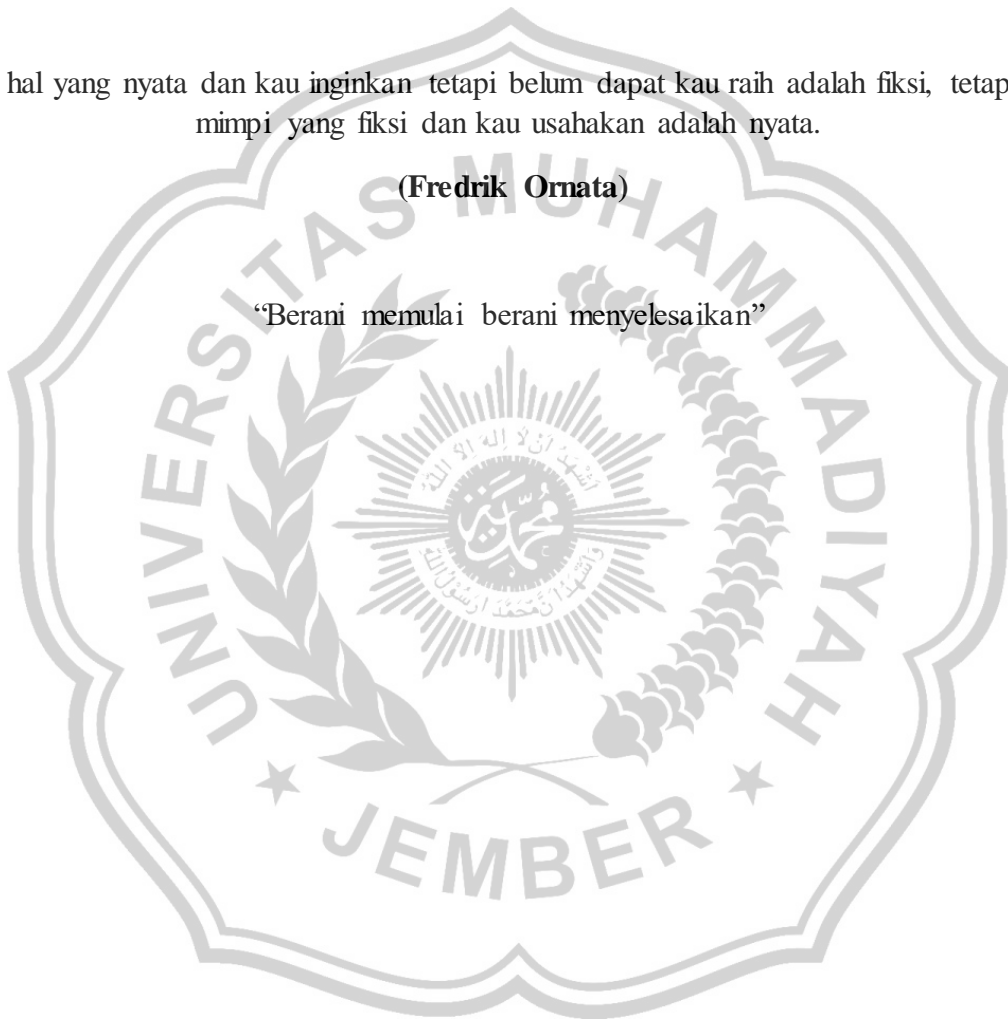 hal yang nyata dan kau inginkan tetapi belum dapat kau raih adalah fiksi, tetap
mimpi yang fiksi dan kau usahakan adalah nyata.
(Fredrik Ornata)
“Berani memulai berani menyelesaikan”
UNIVERSITAS MUHAMMADIYAH
JEMBER